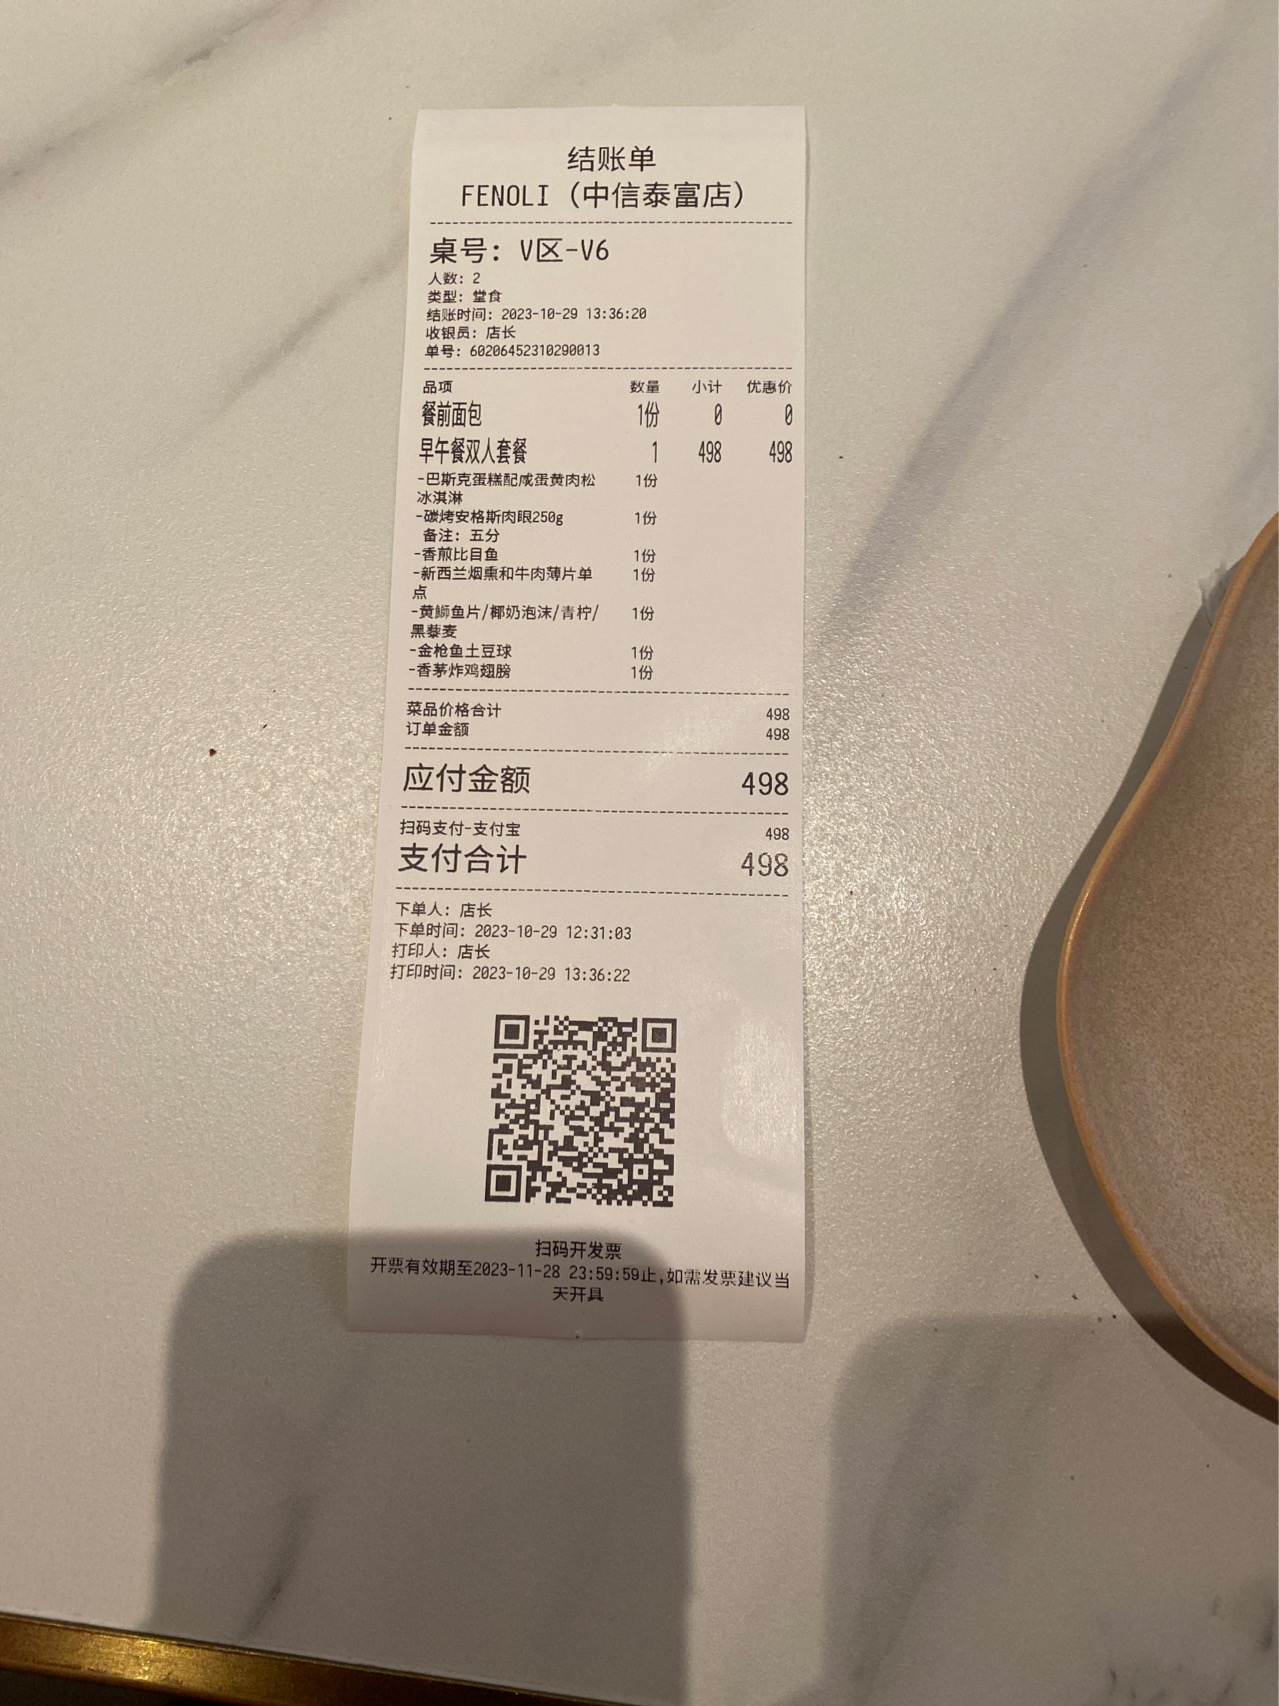 结账单
FENOLI（中信泰富店）
桌号：V区-V6
人数：2
类型：堂食
结账时间：2023-10-29 13:36:20
收银员：店长
单号：60206452310290013
品项 数量 小计 优惠价
餐前面包 1份 0 0
早午餐双人套餐 1 498 498
-巴斯克蛋糕配咸蛋黄肉松 1份
冰淇淋
-碳烤安格斯肉眼250g 1份
备注：五分
-香煎比目鱼 1份
-新西兰烟熏和牛肉薄片单 1份
点
-黄鰤鱼片/椰奶泡沫/青柠/ 1份
黑藜麦
-金枪鱼土豆球 1份
-香茅炸鸡翅膀 1份
菜品价格合计 498
订单金额 498
应付金额 498
扫码支付-支付宝 498
支付合计 498
下单人：店长
下单时间：2023-10-29 12:31:03
打印人：店长
打印时间：2023-10-29 13:36:22
扫码开发票
开票有效期至2023-11-28 23:59:59止,如需发票建议当
天开具